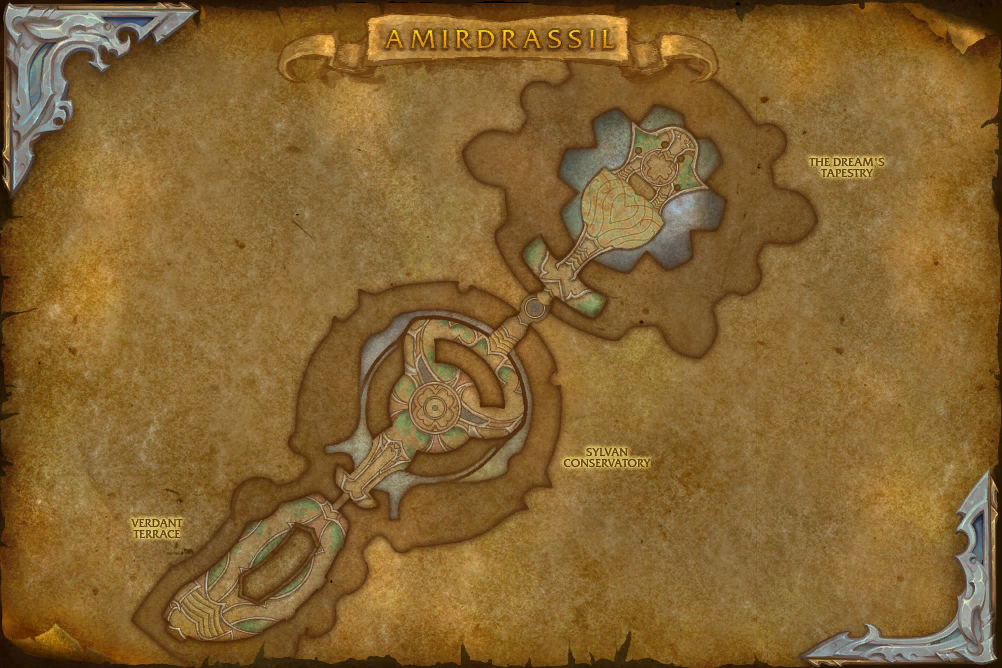 AMIRDRASSIL
THE DREAM'S
TAPESTRY
SYLVAN
CONSERVATORY
VERDANT
TERRACE